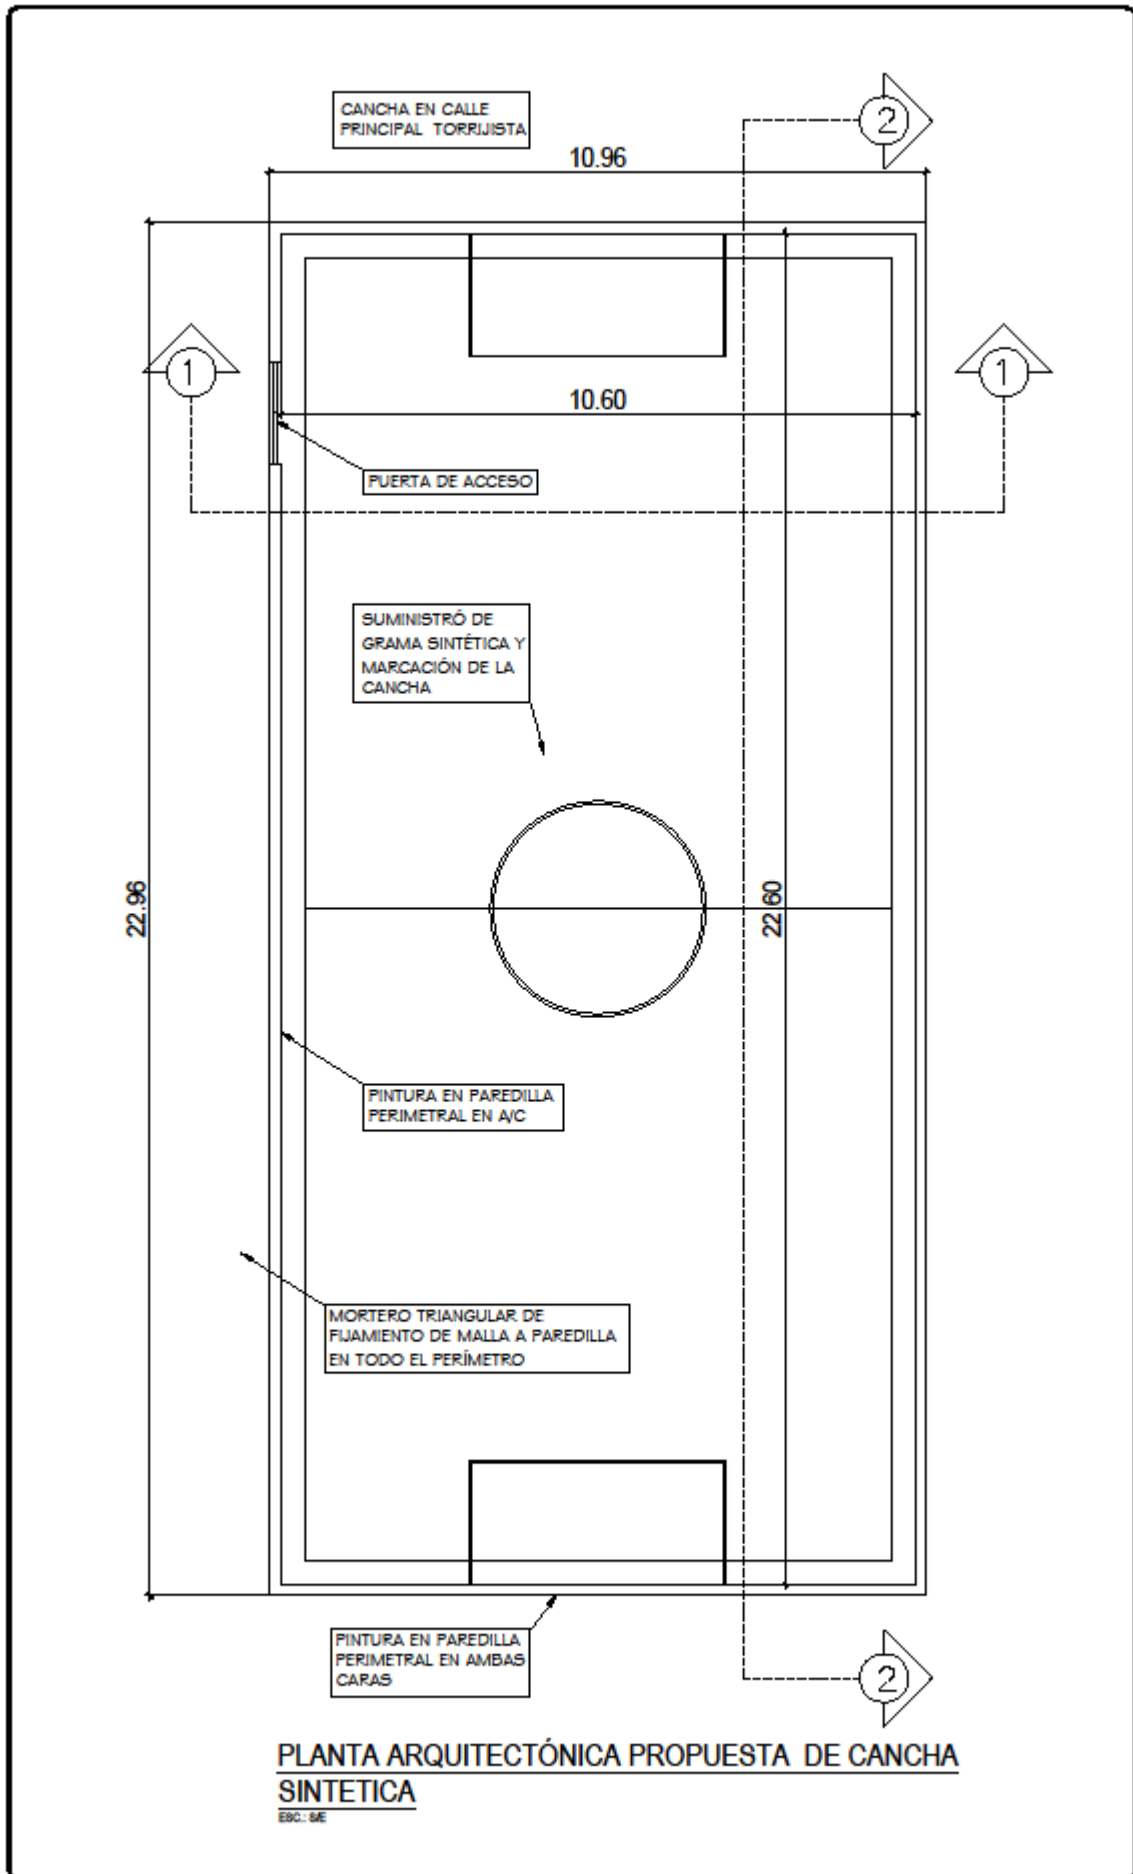 CANCHA EN CALLE
PRINCIPAL TORRIJISTA
2
10.96
1
1
10.60
PUERTA DE ACCESO
SUMINISTRÓ DE
GRAMA SINTÉTICA Y
MARCACIÓN DE LA
CANCHA
22.96
22.60
PINTURA EN PAREDILLA
PERIMETRAL EN A/C
MORTERO TRIANGULAR DE
FIJAMIENTO DE MALLA A PAREDILLA
EN TODO EL PERÍMETRO
PINTURA EN PAREDILLA
PERIMETRAL EN AMBAS
CARAS
2
PLANTA ARQUITECTÓNICA PROPUESTA DE CANCHA
SINTETICA
ESC.: S/E